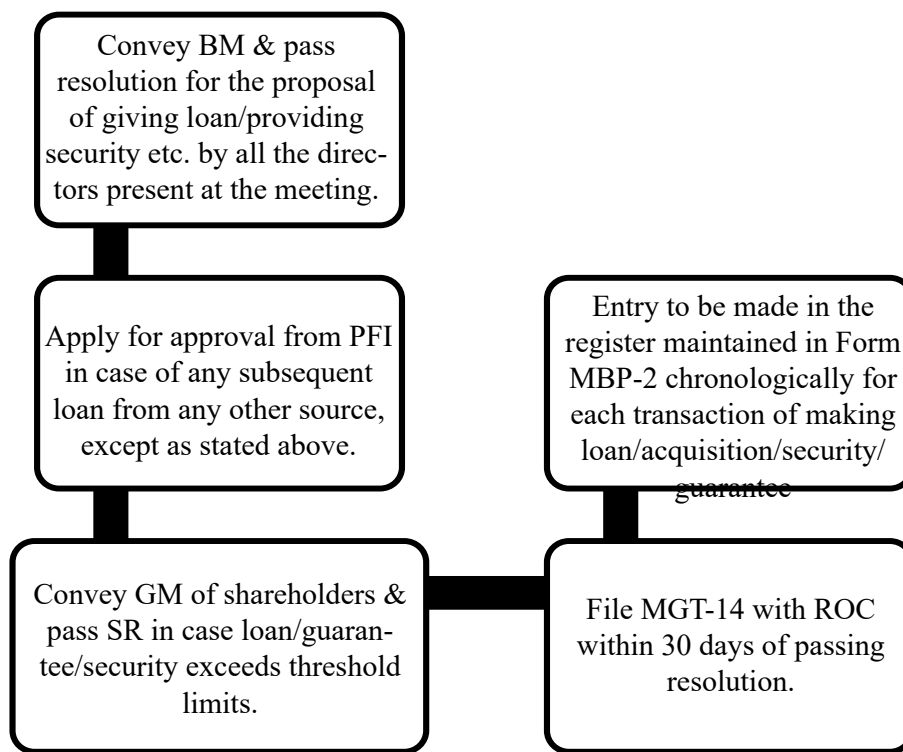 Convey BM & pass
resolution for the proposal
of giving loan/providing
security etc. by all the direc-
tors present at the meeting.
Apply for approval from PFI
in case of any subsequent
loan from any other source,
except as stated above.
Convey GM of shareholders &
pass SR in case loan/guaran-
tee/security exceeds threshold
limits.
File MGT-14 with ROC
within 30 days of passing
resolution.
Entry to be made in the
register maintained in Form
MBP-2 chronologically for
each transaction of making
loan/acquisition/security/
guarantee